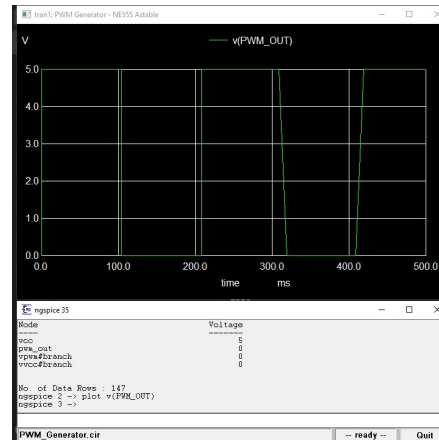 tran1: PWM Generator - NE555 Astable
V
v(PWM_OUT)
5.0
4.0
3.0
2.0
1.0
0.0
0.0 100.0 200.0 300.0 400.0 500.0
time ms
ngspice 35
Node Voltage
---- -------
vcc 5
pwm_out 0
vpwm#branch 0
vvcc#branch 0
No. of Data Rows : 147
ngspice 2 -> plot v(PWM_OUT)
ngspice 3 ->
PWM_Generator.cir -- ready -- Quit